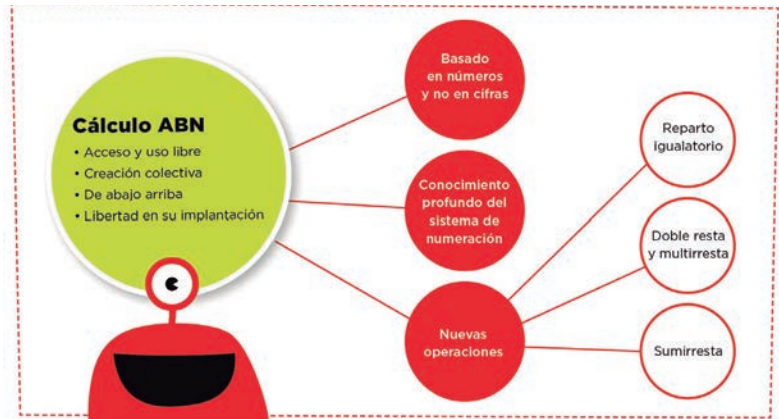 Cálculo ABN
• Acceso y uso libre
• Creación colectiva
• De abajo arriba
• Libertad en su implantación
Basado
en números
y no en cifras
Conocimiento
profundo del
sistema de
numeración
Nuevas
operaciones
Reparto
igualatorio
Doble resta
y multirresta
Sumirresta